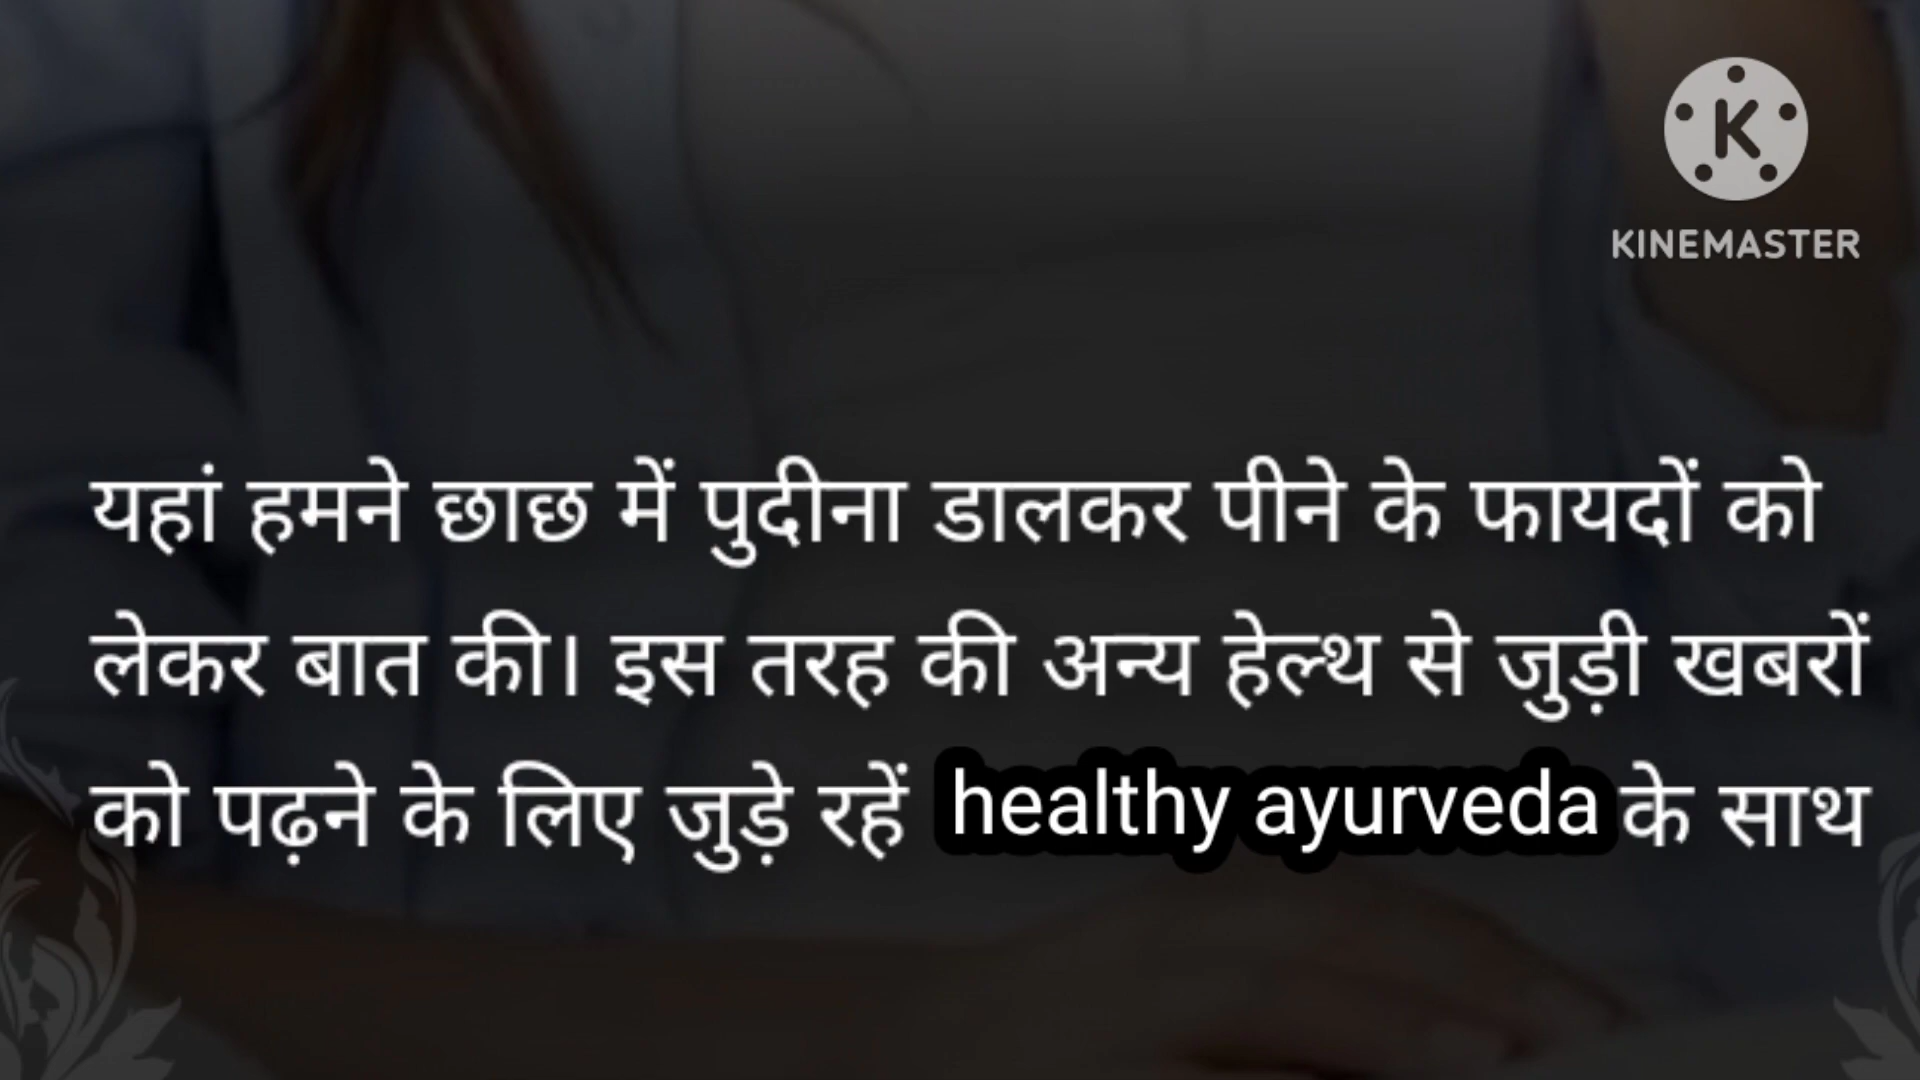 K
KINEMASTER
यहां हमने छाछ में पुदीना डालकर पीने के फायदों को
लेकर बात की। इस तरह की अन्य हेल्थ से जुड़ी खबरों
को पढ़ने के लिए जुड़े रहें healthy ayurveda के साथ